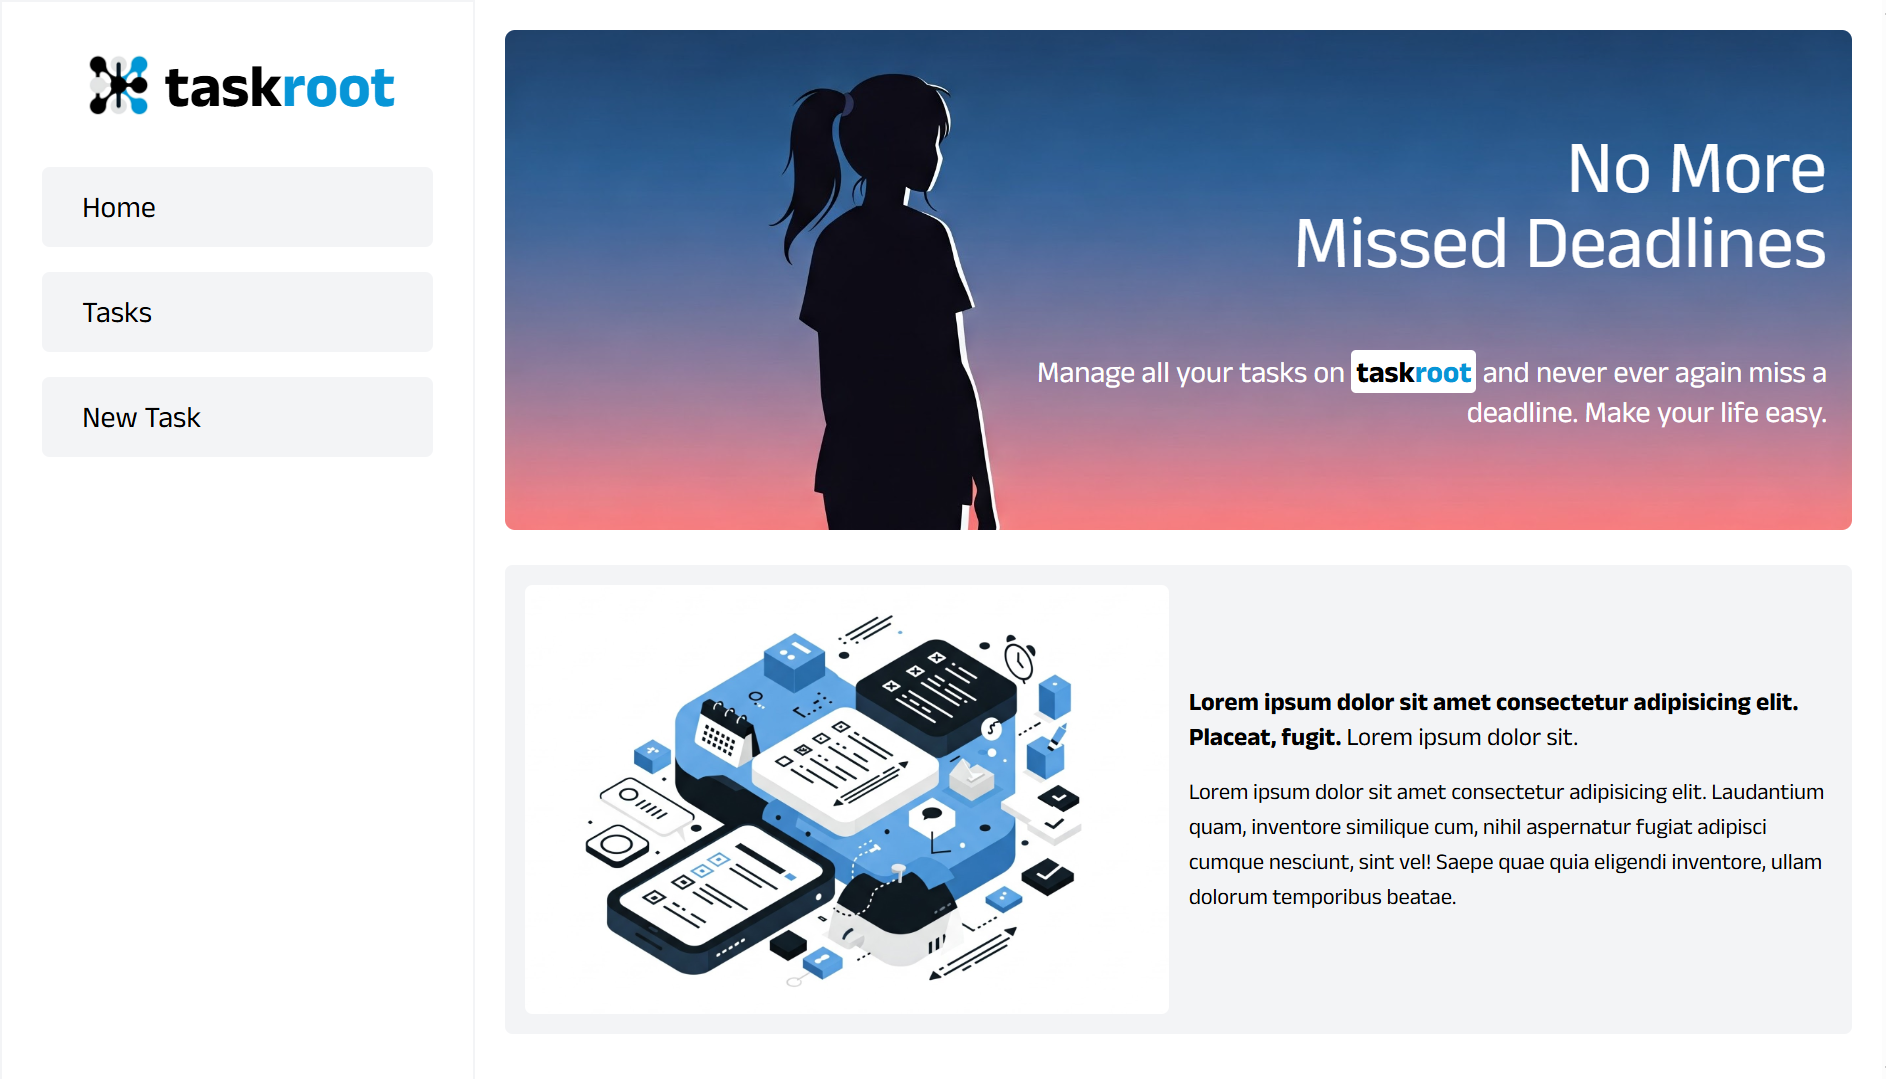 taskroot
Home
Tasks
New Task
No More
Missed Deadlines
Manage all your tasks on taskroot and never ever again miss a
deadline. Make your life easy.
Lorem ipsum dolor sit amet consectetur adipisicing elit.
Placeat, fugit. Lorem ipsum dolor sit.
Lorem ipsum dolor sit amet consectetur adipisicing elit. Laudantium
quam, inventore similique cum, nihil aspernatur fugiat adipisci
cumque nesciunt, sint vel! Saepe quae quia eligendi inventore, ullam
dolorum temporibus beatae.